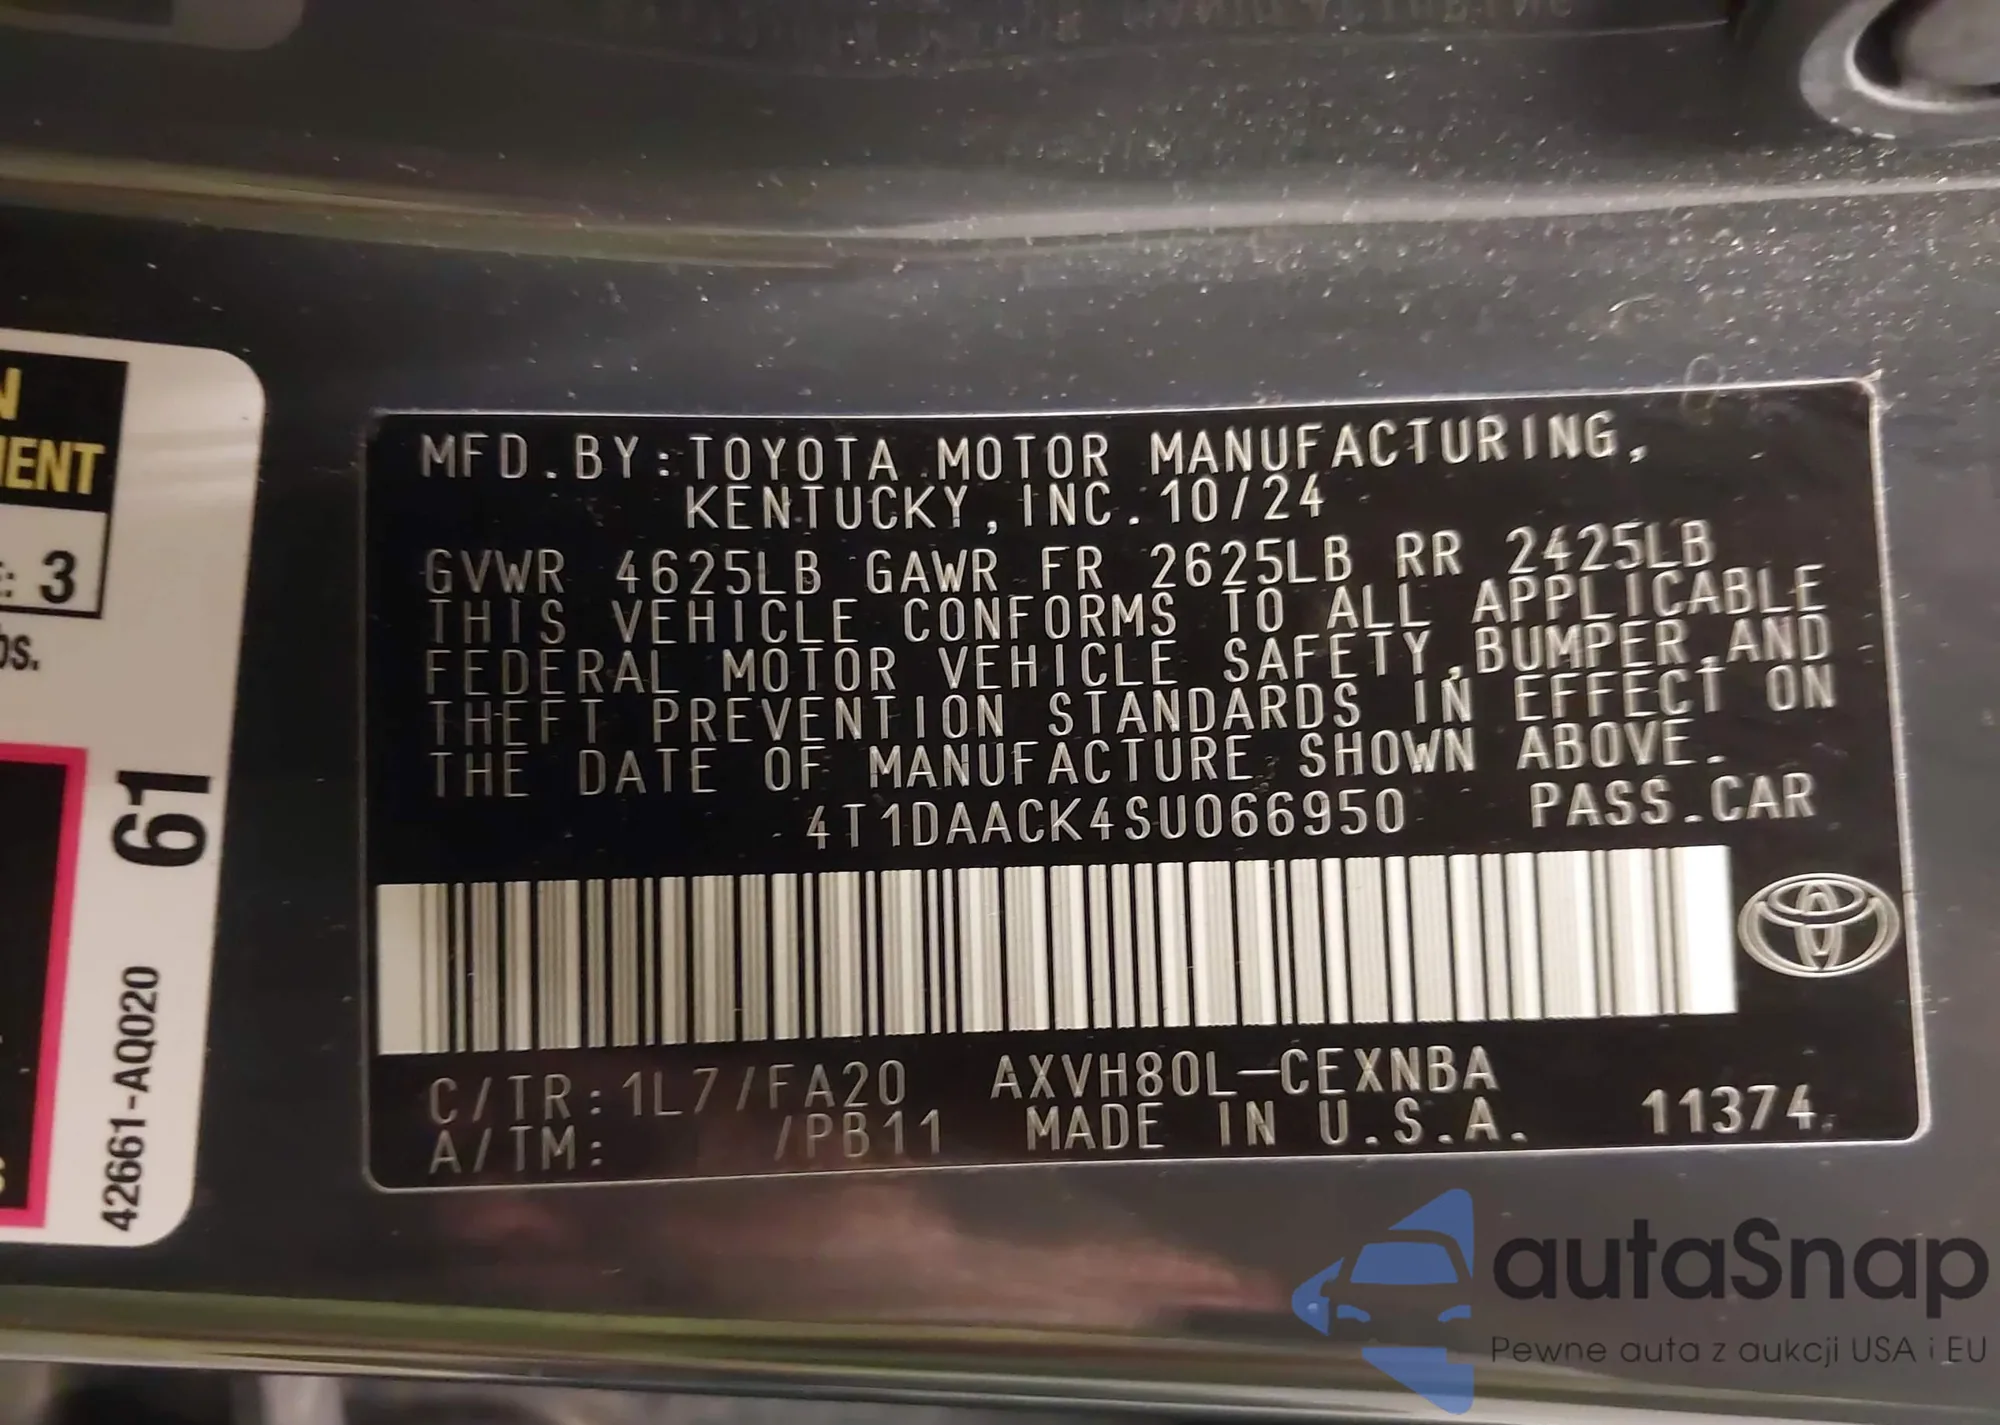 MFD.BY:TOYOTA MOTOR MANUFACTURING,
KENTUCKY,INC.10/24
GVWR 4625LB GAWR FR 2625LB RR 2425LB
THIS VEHICLE CONFORMS TO ALL APPLICABLE
FEDERAL MOTOR VEHICLE SAFETY,BUMPER,AND
THEFT PREVENTION STANDARDS IN EFFECT ON
THE DATE OF MANUFACTURE SHOWN ABOVE.
4T1DAACK4SU066950 PASS.CAR
C/TR:1L7/FA20 AXVH80L-CEXNBA
A/TM: /PB11 MADE IN U.S.A. 11374
3
61
42661-AQ020
autaSnap
Pewne auta z aukcji USA i EU